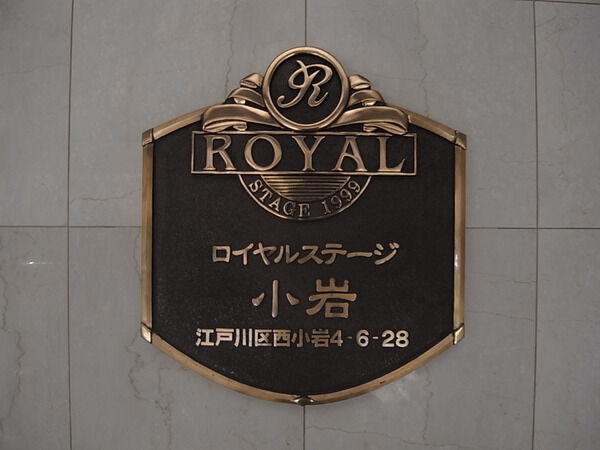 R
ROYAL
STAGE 1999
ロイヤルステージ
小岩
江戸川区西小岩4-6-28